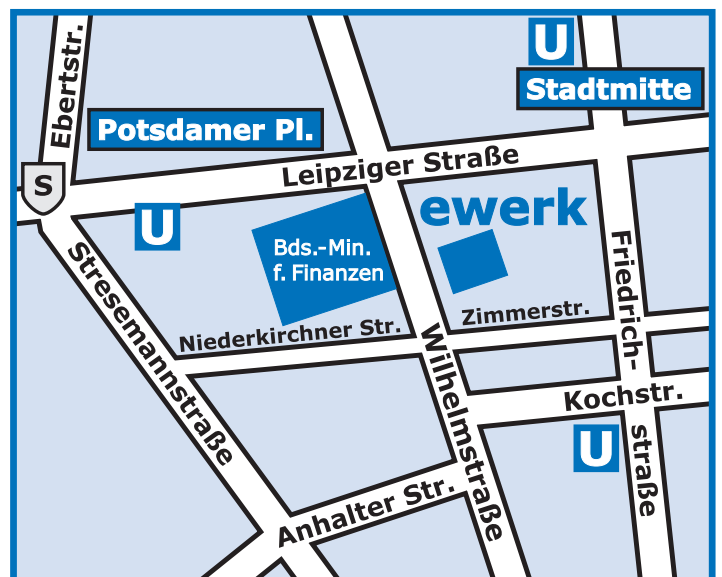 U
Ebertstr.
Stadtmitte
Potsdamer Pl.
Leipziger Straße
S
U
ewerk
Bds.-Min.
f. Finanzen
Friedrich-
straße
Zimmerstr.
Niederkirchner Str.
Stresemannstraße
Wilhelmstraße
Kochstr.
U
Anhalter Str.